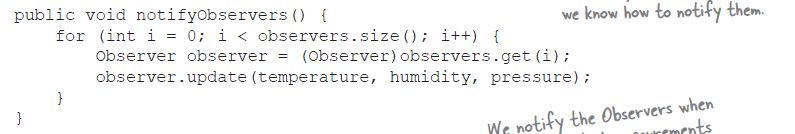 public void notifyObservers() {
we know how to notify them.
for (int i = 0; i < observers.size(); i++) {
Observer observer = (Observer)observers.get(i);
observer.update(temperature, humidity, pressure);
}
}
We notify the Observers when